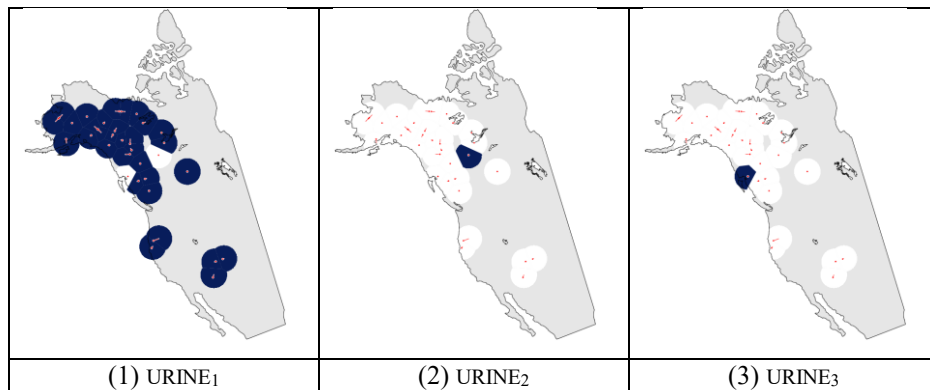 (1) URINE₁
(2) URINE₂
(3) URINE₃